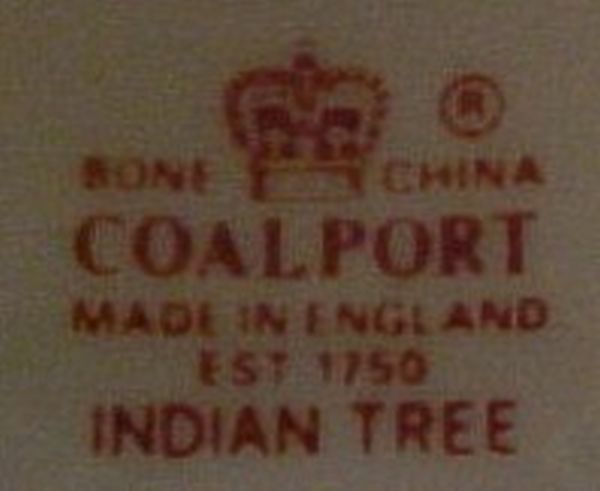 ®
BONE CHINA
COALPORT
MADE IN ENGLAND
EST 1750
INDIAN TREE